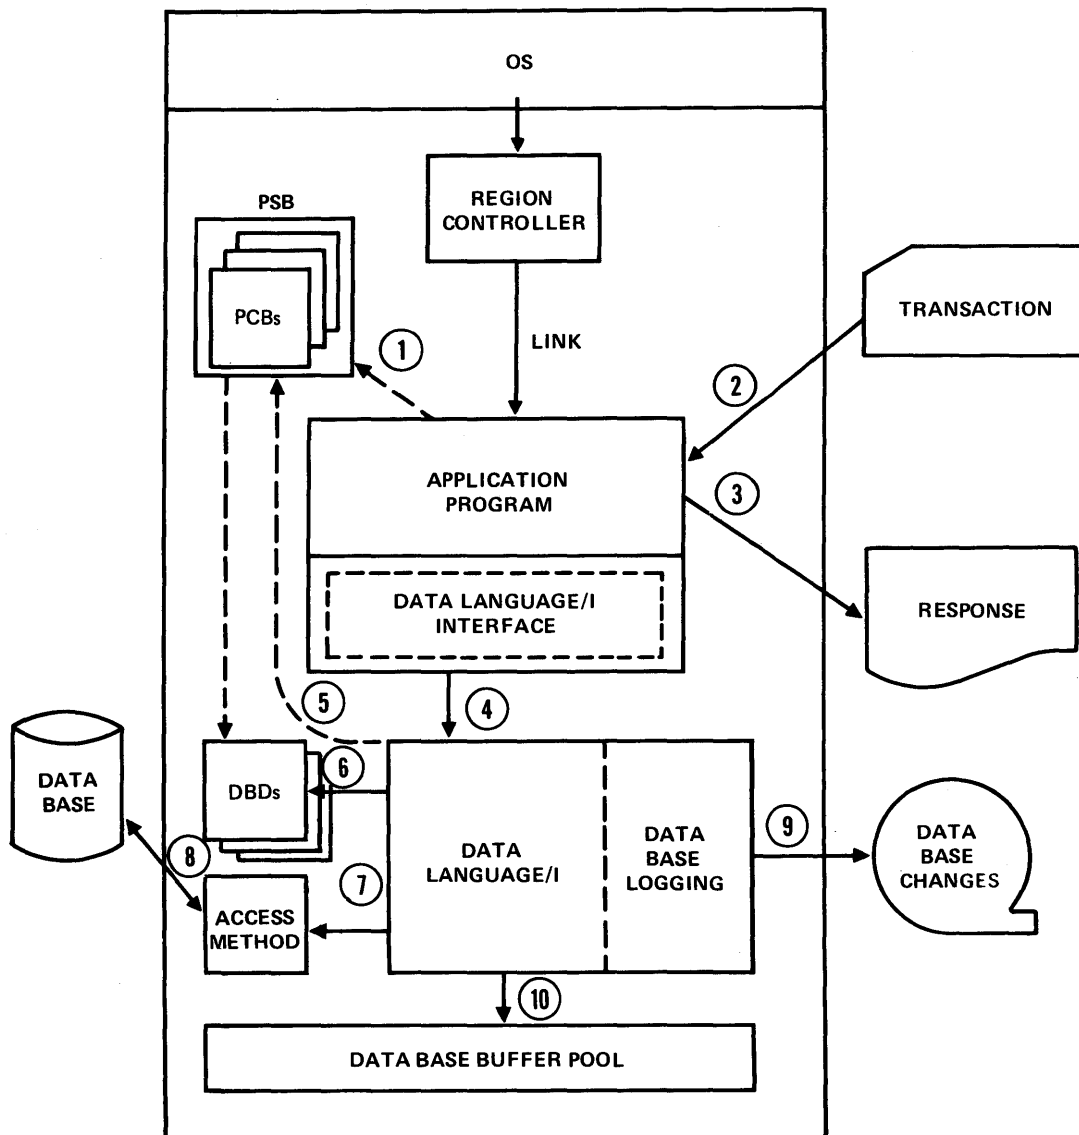 OS
REGION
CONTROLLER
PSB
PCBs
LINK
TRANSACTION
1
2
APPLICATION
PROGRAM
3
DATA LANGUAGE/I
INTERFACE
RESPONSE
5
4
DATA
BASE
DBDs
6
8
7
DATA
LANGUAGE/I
DATA
BASE
LOGGING
9
DATA
BASE
CHANGES
ACCESS
METHOD
10
DATA BASE BUFFER POOL